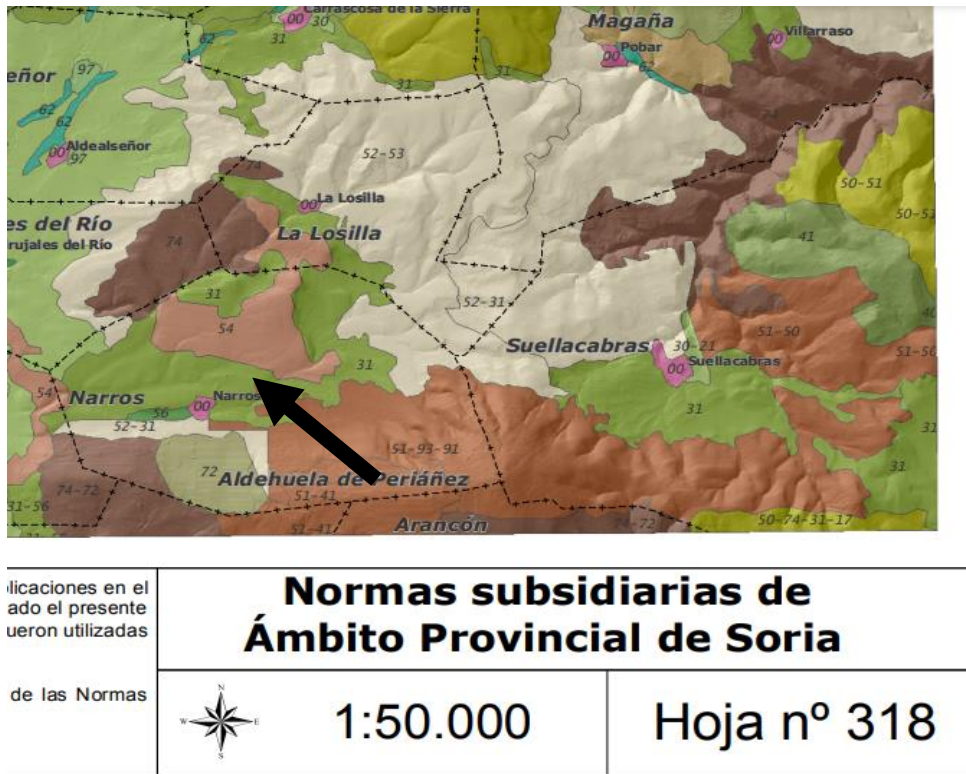 Carrascosa de la Sierra
00
30
31
Magaña
Villarraso
00
Pobar
00
62
62
97
eñor
31
31
62
62
Aldealseñor
00
97
52-53
74
50-51
La Losilla
00
50-51
es del Río
rujales del Río
La Losilla
74
41
31
52-31
54
51-50
Suellacabras
30-21
51-50
Suellacabras
00
31
54
Narros
Narros
00
56
31
31
52-31
51-93-91
72
Aldehuela de Periáñez
31
74-72
51-41
31-56
51-41
Arancón
74-72
50-74-31-17
licaciones en el
ado el presente
ueron utilizadas
de las Normas
Normas subsidiarias de
Ámbito Provincial de Soria
N
W
E
S
1:50.000
Hoja nº 318